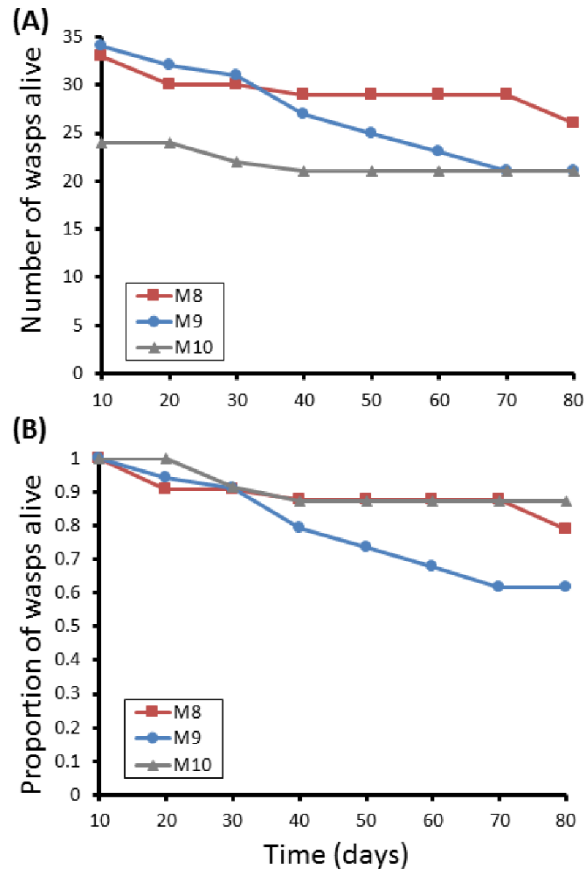 (A)
Number of wasps alive
35
30
25
20
15
10
5
0
M8
M9
M10
10 20 30 40 50 60 70 80
(B)
Proportion of wasps alive
1
0.9
0.8
0.7
0.6
0.5
0.4
0.3
0.2
0.1
0
M8
M9
M10
10 20 30 40 50 60 70 80
Time (days)